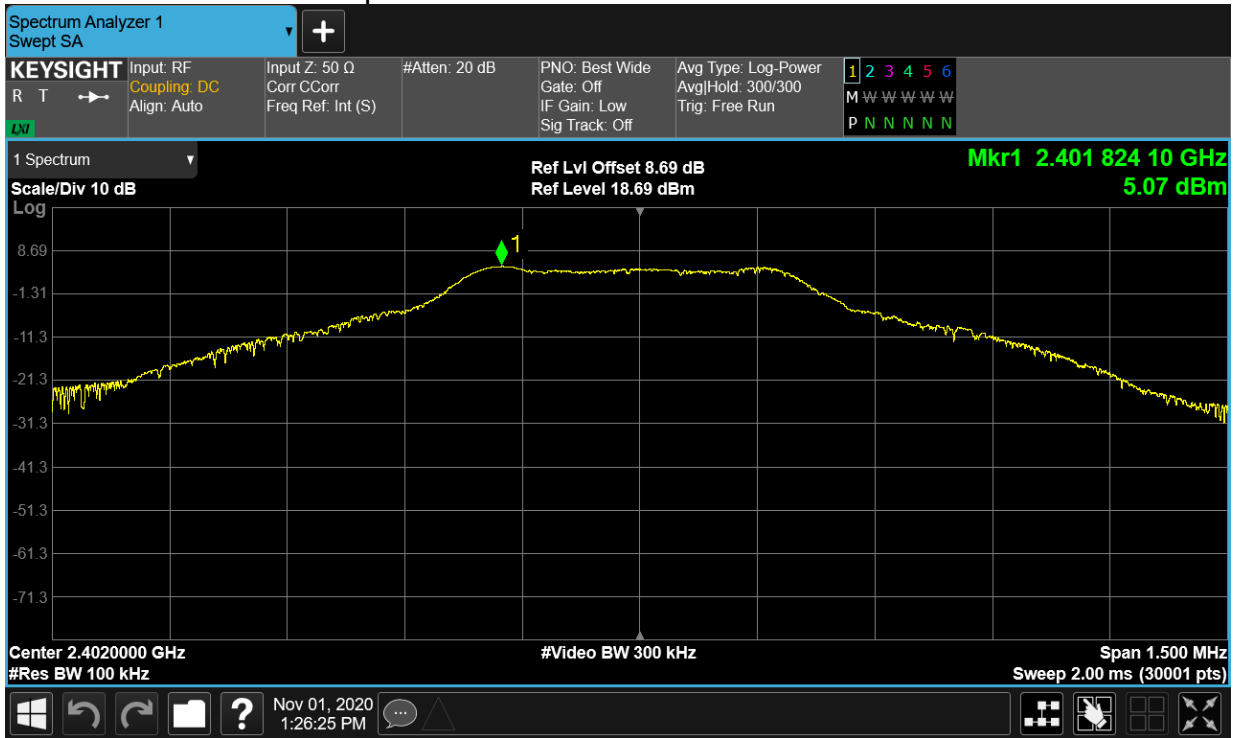 Spectrum Analyzer 1
Swept SA
KEYSIGHT
R T
LXI
Input: RF
Coupling: DC
Align: Auto
Input Z: 50 Ω
Corr CCorr
Freq Ref: Int (S)
#Atten: 20 dB
PNO: Best Wide
Gate: Off
IF Gain: Low
Sig Track: Off
Avg Type: Log-Power
Avg|Hold: 300/300
Trig: Free Run
1 2 3 4 5 6
M W W W W W
P N N N N N
1 Spectrum
Scale/Div 10 dB
Log
Ref Lvl Offset 8.69 dB
Ref Level 18.69 dBm
Mkr1 2.401 824 10 GHz
5.07 dBm
1
8.69
-1.31
-11.3
-21.3
-31.3
-41.3
-51.3
-61.3
-71.3
Center 2.4020000 GHz
#Res BW 100 kHz
#Video BW 300 kHz
Span 1.500 MHz
Sweep 2.00 ms (30001 pts)
?
Nov 01, 2020
1:26:25 PM